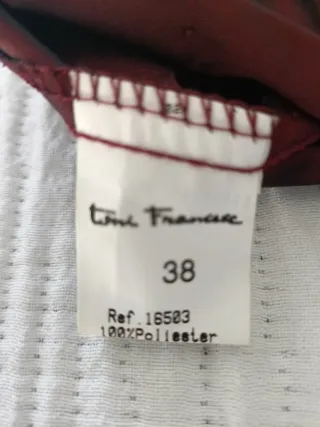 Toni Francesc
38
Ref.16503
100%Poliester